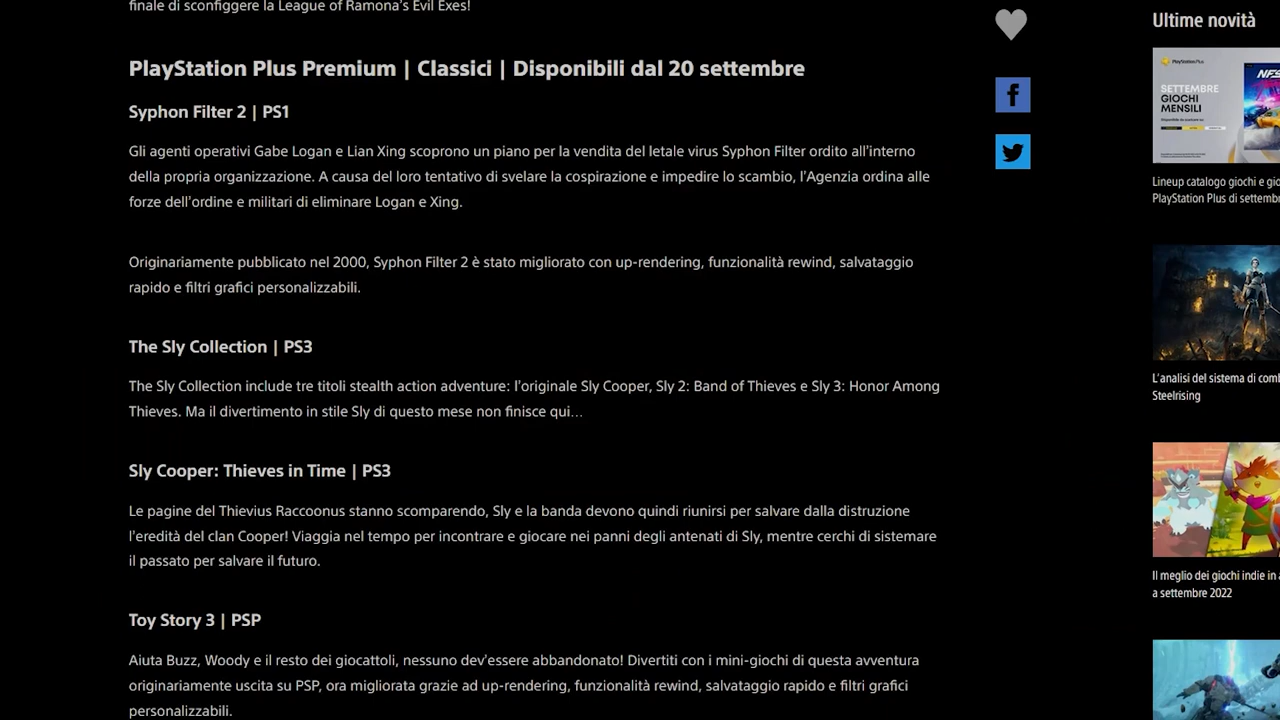 finale di sconfiggere la League of Ramona's Evil Exes!
PlayStation Plus Premium | Classici | Disponibili dal 20 settembre
Syphon Filter 2 | PS1
Gli agenti operativi Gabe Logan e Lian Xing scoprono un piano per la vendita del letale virus Syphon Filter ordito all'interno
della propria organizzazione. A causa del loro tentativo di svelare la cospirazione e impedire lo scambio, l'Agenzia ordina alle
forze dell'ordine e militari di eliminare Logan e Xing.
Originariamente pubblicato nel 2000, Syphon Filter 2 è stato migliorato con up-rendering, funzionalità rewind, salvataggio
rapido e filtri grafici personalizzabili.
The Sly Collection | PS3
The Sly Collection include tre titoli stealth action adventure: l'originale Sly Cooper, Sly 2: Band of Thieves e Sly 3: Honor Among
Thieves. Ma il divertimento in stile Sly di questo mese non finisce qui…
Sly Cooper: Thieves in Time | PS3
Le pagine del Thievius Raccoonus stanno scomparendo, Sly e la banda devono quindi riunirsi per salvare dalla distruzione
l'eredità del clan Cooper! Viaggia nel tempo per incontrare e giocare nei panni degli antenati di Sly, mentre cerchi di sistemare
il passato per salvare il futuro.
Toy Story 3 | PSP
Aiuta Buzz, Woody e il resto dei giocattoli, nessuno dev'essere abbandonato! Divertiti con i mini-giochi di questa avventura
originariamente uscita su PSP, ora migliorata grazie ad up-rendering, funzionalità rewind, salvataggio rapido e filtri grafici
personalizzabili.
Ultime novità
PlayStation Plus
SETTEMBRE
GIOCHI
MENSILI
NFS
Lineup catalogo giochi e gio
PlayStation Plus di settembr
L'analisi del sistema di comb
Steelrising
Il meglio dei giochi indie in a
a settembre 2022